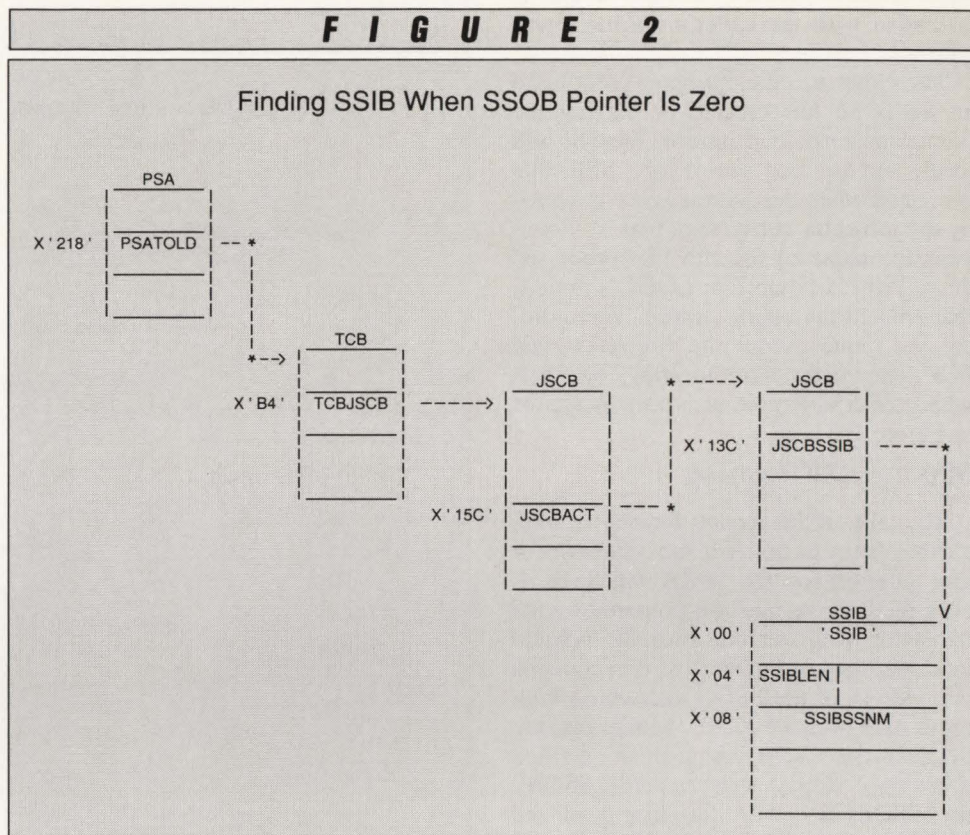 FIGURE 2
Finding SSIB When SSOB Pointer Is Zero
PSA
X ' 218 ' PSATOLD
TCB
X ' B4 ' TCBJSCB
JSCB
X ' 15C ' JSCBACT
JSCB
X ' 13C ' JSCBSSIB
SSIB
X ' 00 ' ' SSIB '
X ' 04 ' SSIBLEN
X ' 08 ' SSIBSSNM